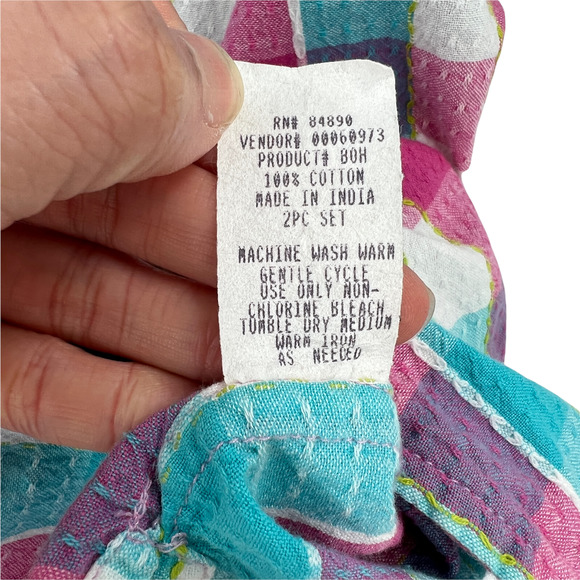 RN# 84890
VENDOR# 00060973
PRODUCT# BOH
100% COTTON
MADE IN INDIA
2PC SET
MACHINE WASH WARM
GENTLE CYCLE
USE ONLY NON-
CHLORINE BLEACH
TUMBLE DRY MEDIUM
WARM IRON
AS NEEDED